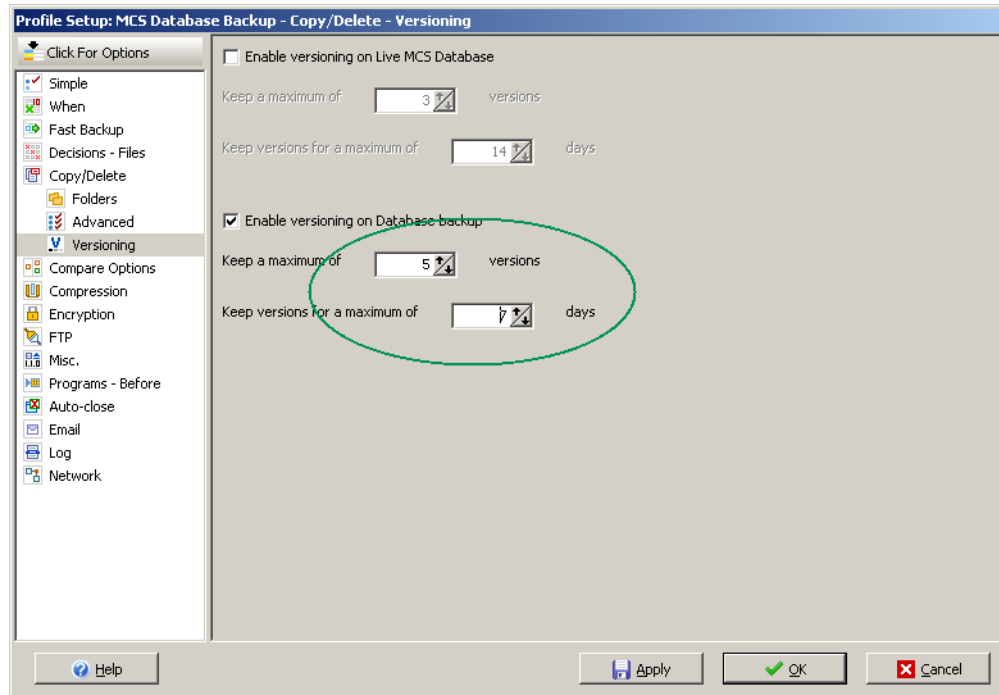 Profile Setup: MCS Database Backup - Copy/Delete - Versioning
Click For Options
Simple
When
Fast Backup
Decisions - Files
Copy/Delete
Folders
Advanced
Versioning
Compare Options
Compression
Encryption
FTP
Misc.
Programs - Before
Auto-close
Email
Log
Network
Enable versioning on Live MCS Database
Keep a maximum of 3 versions
Keep versions for a maximum of 14 days
Enable versioning on Database backup
Keep a maximum of 5 versions
Keep versions for a maximum of 7 days
Help
Apply
OK
Cancel